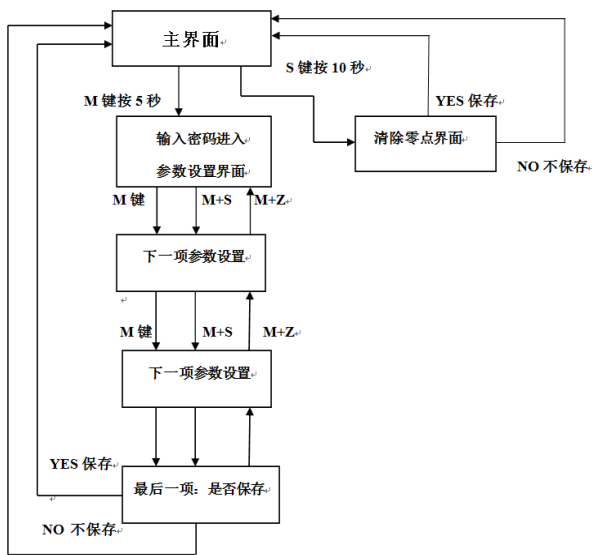 主界面
S 键按 10 秒
M 键按 5 秒
YES 保存
输入密码进入
参数设置界面
清除零点界面
NO 不保存
M 键
M+S
M+Z
下一项参数设置
M 键
M+S
M+Z
下一项参数设置
YES 保存
最后一项：是否保存
NO 不保存